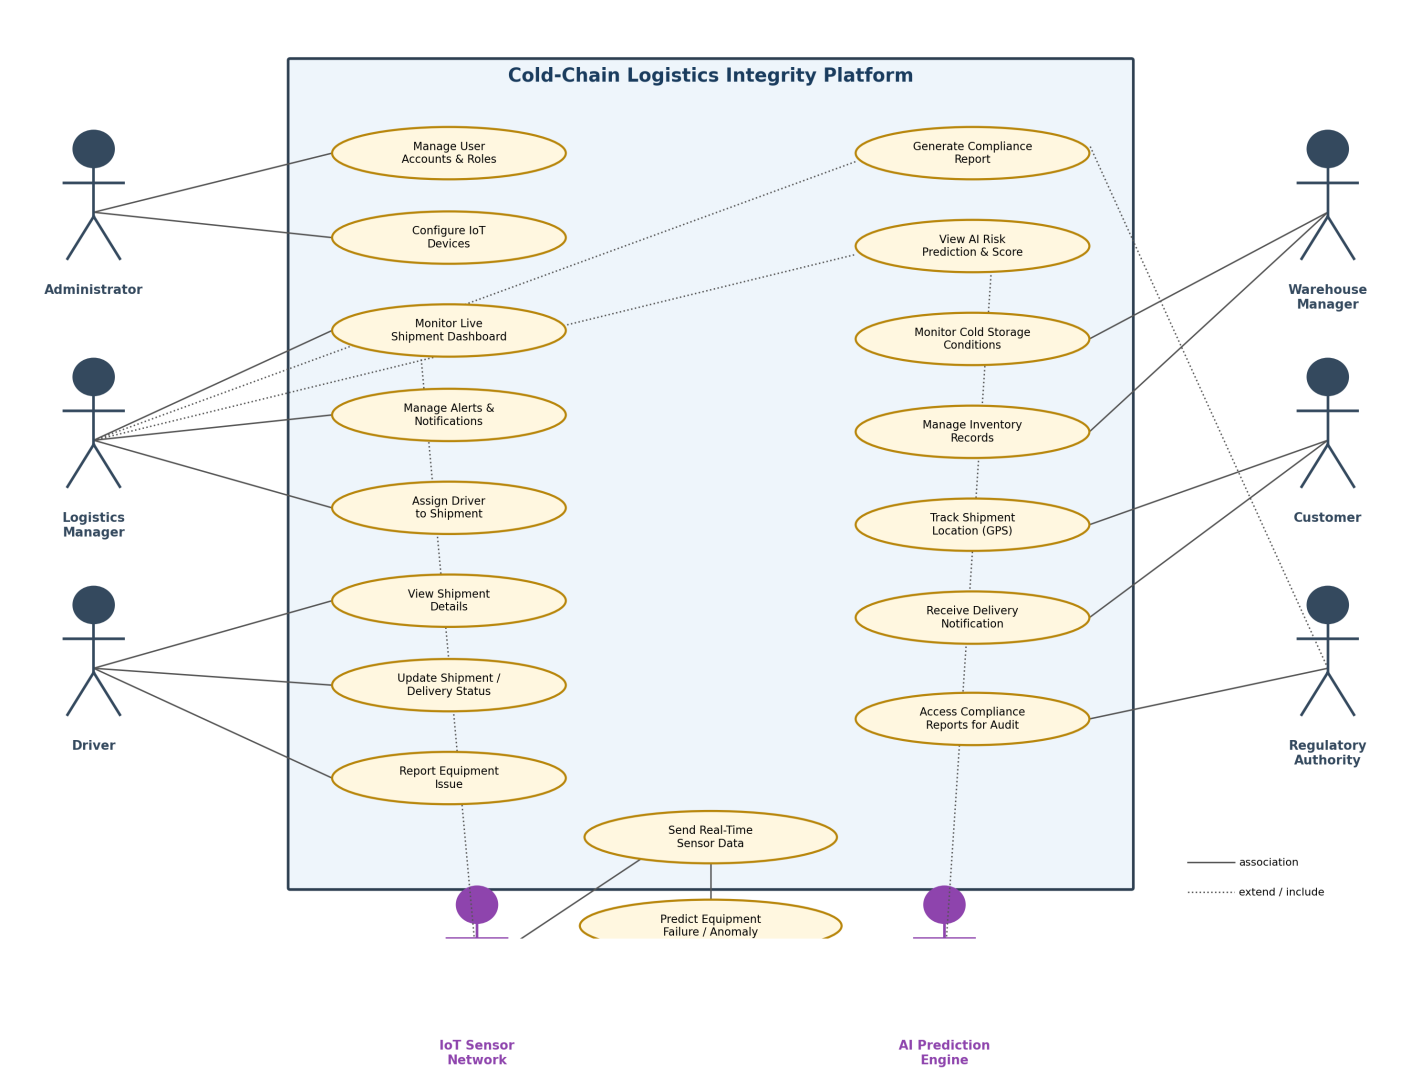 Cold-Chain Logistics Integrity Platform
Manage User
Accounts & Roles
Generate Compliance
Report
Configure IoT
Devices
View AI Risk
Prediction & Score
Administrator
Warehouse
Manager
Monitor Live
Shipment Dashboard
Monitor Cold Storage
Conditions
Manage Alerts &
Notifications
Manage Inventory
Records
Logistics
Manager
Assign Driver
to Shipment
Track Shipment
Location (GPS)
Customer
View Shipment
Details
Receive Delivery
Notification
Update Shipment /
Delivery Status
Access Compliance
Reports for Audit
Driver
Regulatory
Authority
Report Equipment
Issue
Send Real-Time
Sensor Data
association
extend / include
Predict Equipment
Failure / Anomaly
IoT Sensor
Network
AI Prediction
Engine